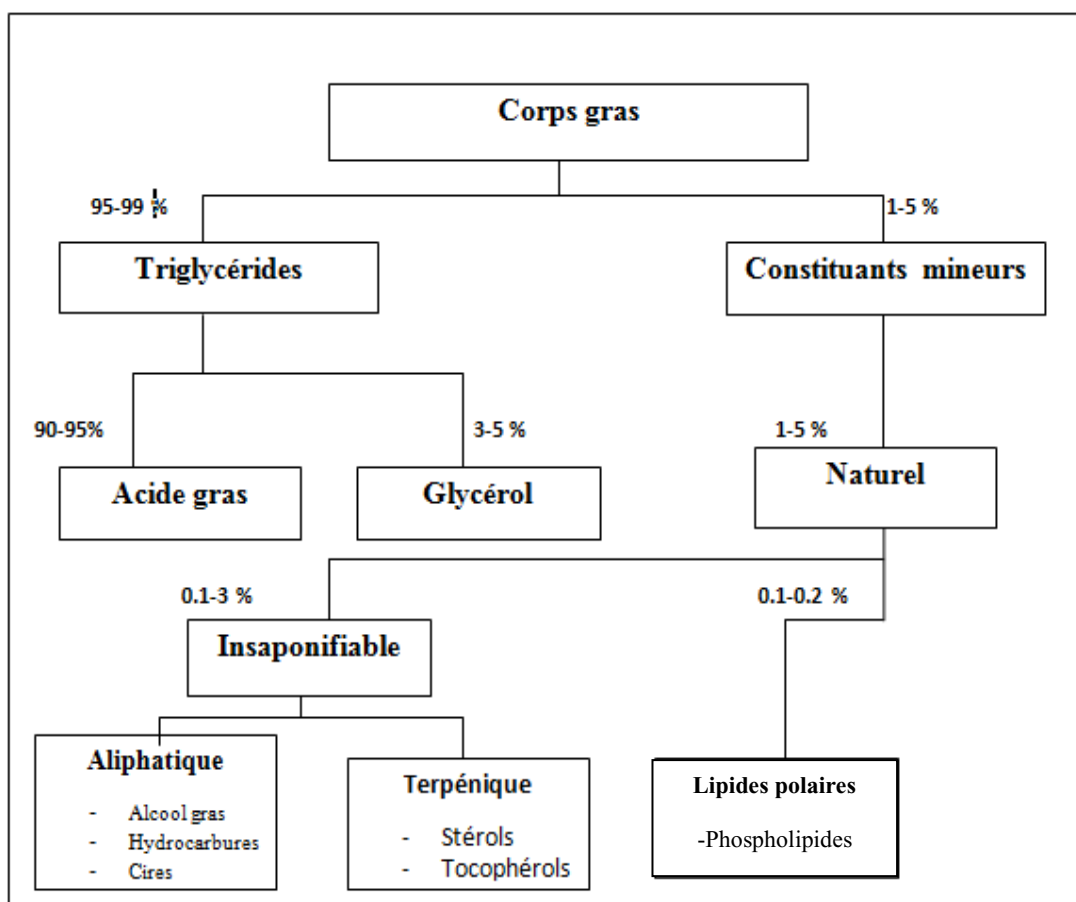 Corps gras
95-99 %
1-5 %
Triglycérides
Constituants mineurs
90-95%
3-5 %
1-5 %
Acide gras
Glycérol
Naturel
0.1-3 %
0.1-0.2 %
Insaponifiable
Aliphatique
- Alcool gras
- Hydrocarbures
- Cires
Terpénique
- Stérols
- Tocophérols
Lipides polaires
-Phospholipides